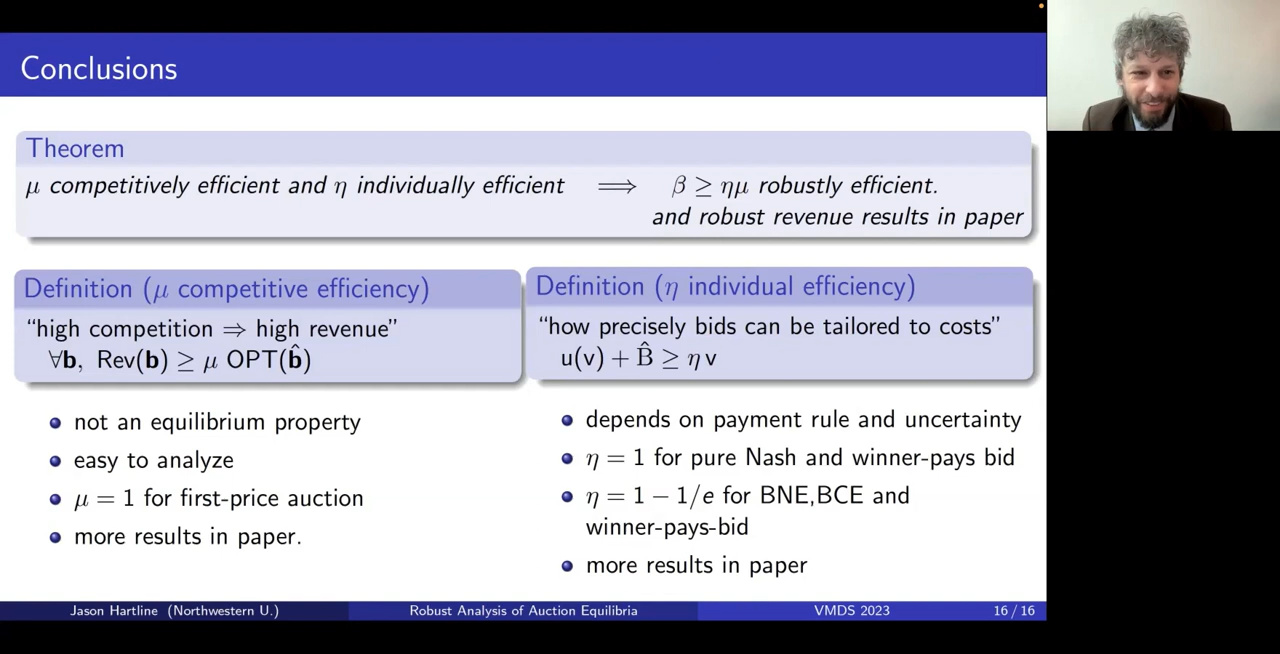 Conclusions
Theorem
μ competitively efficient and η individually efficient ⟹ β ≥ ημ robustly efficient.
and robust revenue results in paper
Definition (μ competitive efficiency)
“high competition ⇒ high revenue”
∀b, Rev(b) ≥ μ OPT(b̂)
• not an equilibrium property
• easy to analyze
• μ = 1 for first-price auction
• more results in paper.
Definition (η individual efficiency)
“how precisely bids can be tailored to costs”
u(v) + B̂ ≥ η v
• depends on payment rule and uncertainty
• η = 1 for pure Nash and winner-pays bid
• η = 1 − 1/e for BNE,BCE and
winner-pays-bid
• more results in paper
Jason Hartline (Northwestern U.) Robust Analysis of Auction Equilibria VMDS 2023 16 / 16